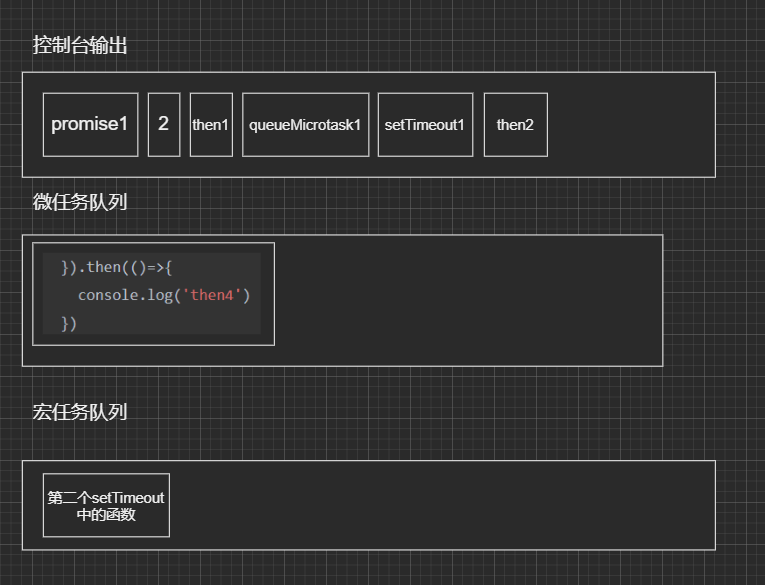 控制台输出
promise1 2 then1 queueMicrotask1 setTimeout1 then2
微任务队列
}).then(()=>{
console.log('then4')
})
宏任务队列
第二个setTimeout
中的函数